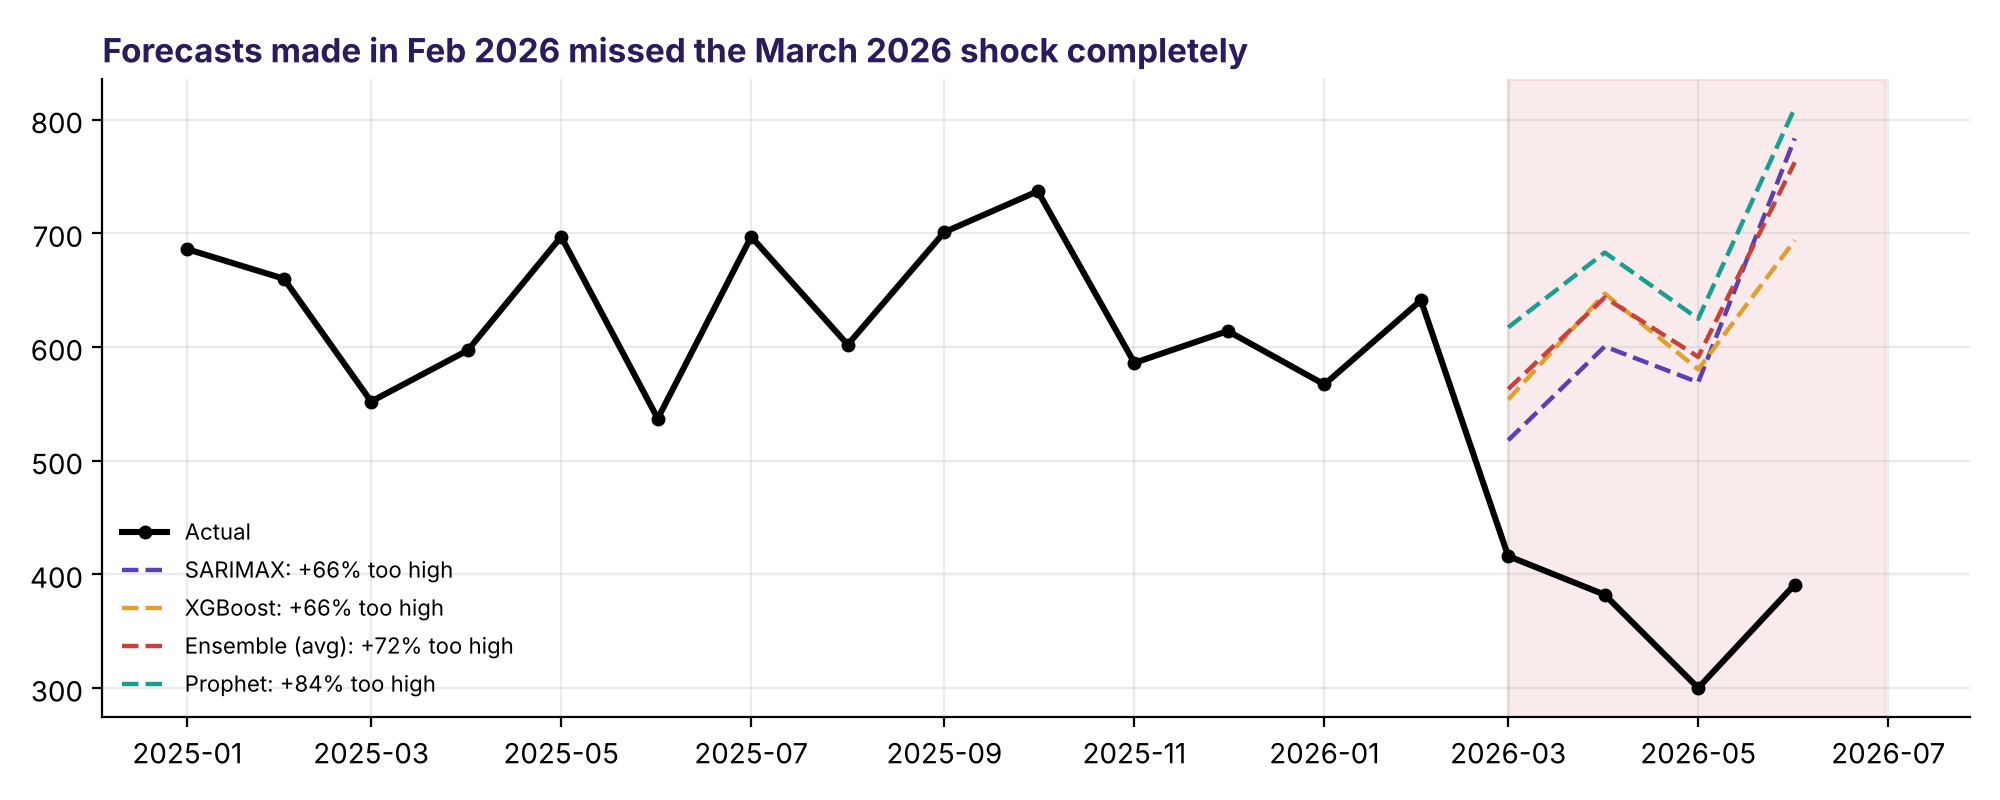 Forecasts made in Feb 2026 missed the March 2026 shock completely
800
700
600
500
400
300
Actual
SARIMAX: +66% too high
XGBoost: +66% too high
Ensemble (avg): +72% too high
Prophet: +84% too high
2025-01 2025-03 2025-05 2025-07 2025-09 2025-11 2026-01 2026-03 2026-05 2026-07